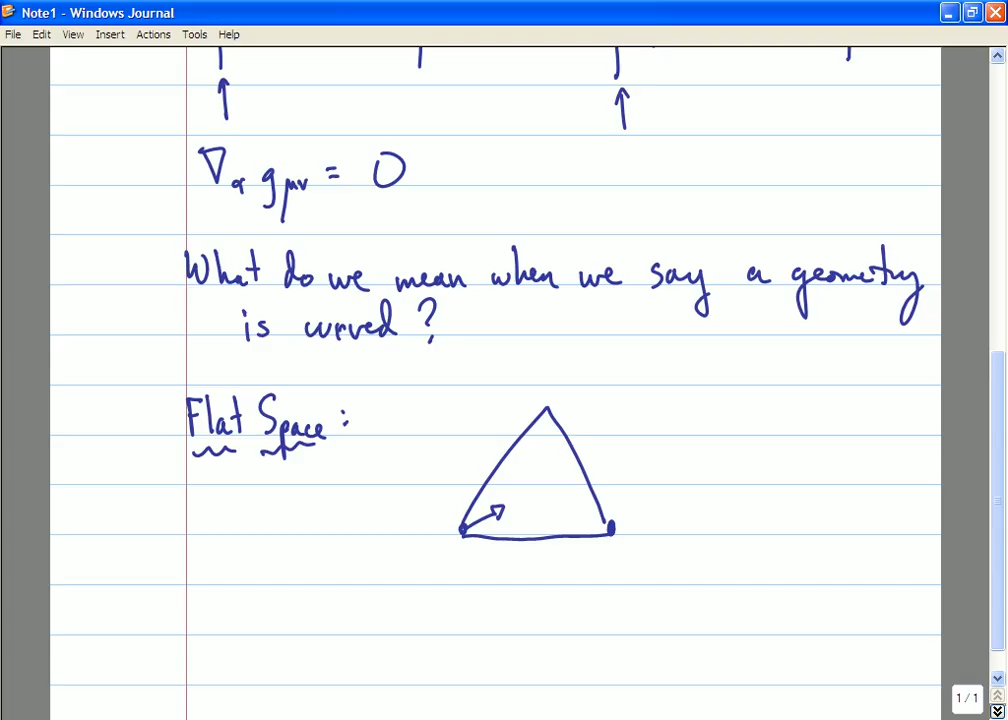 Note1 - Windows Journal
File Edit View Insert Actions Tools Help
∇α gμν = 0
What do we mean when we say a geometry
is curved?
Flat Space:
1/1